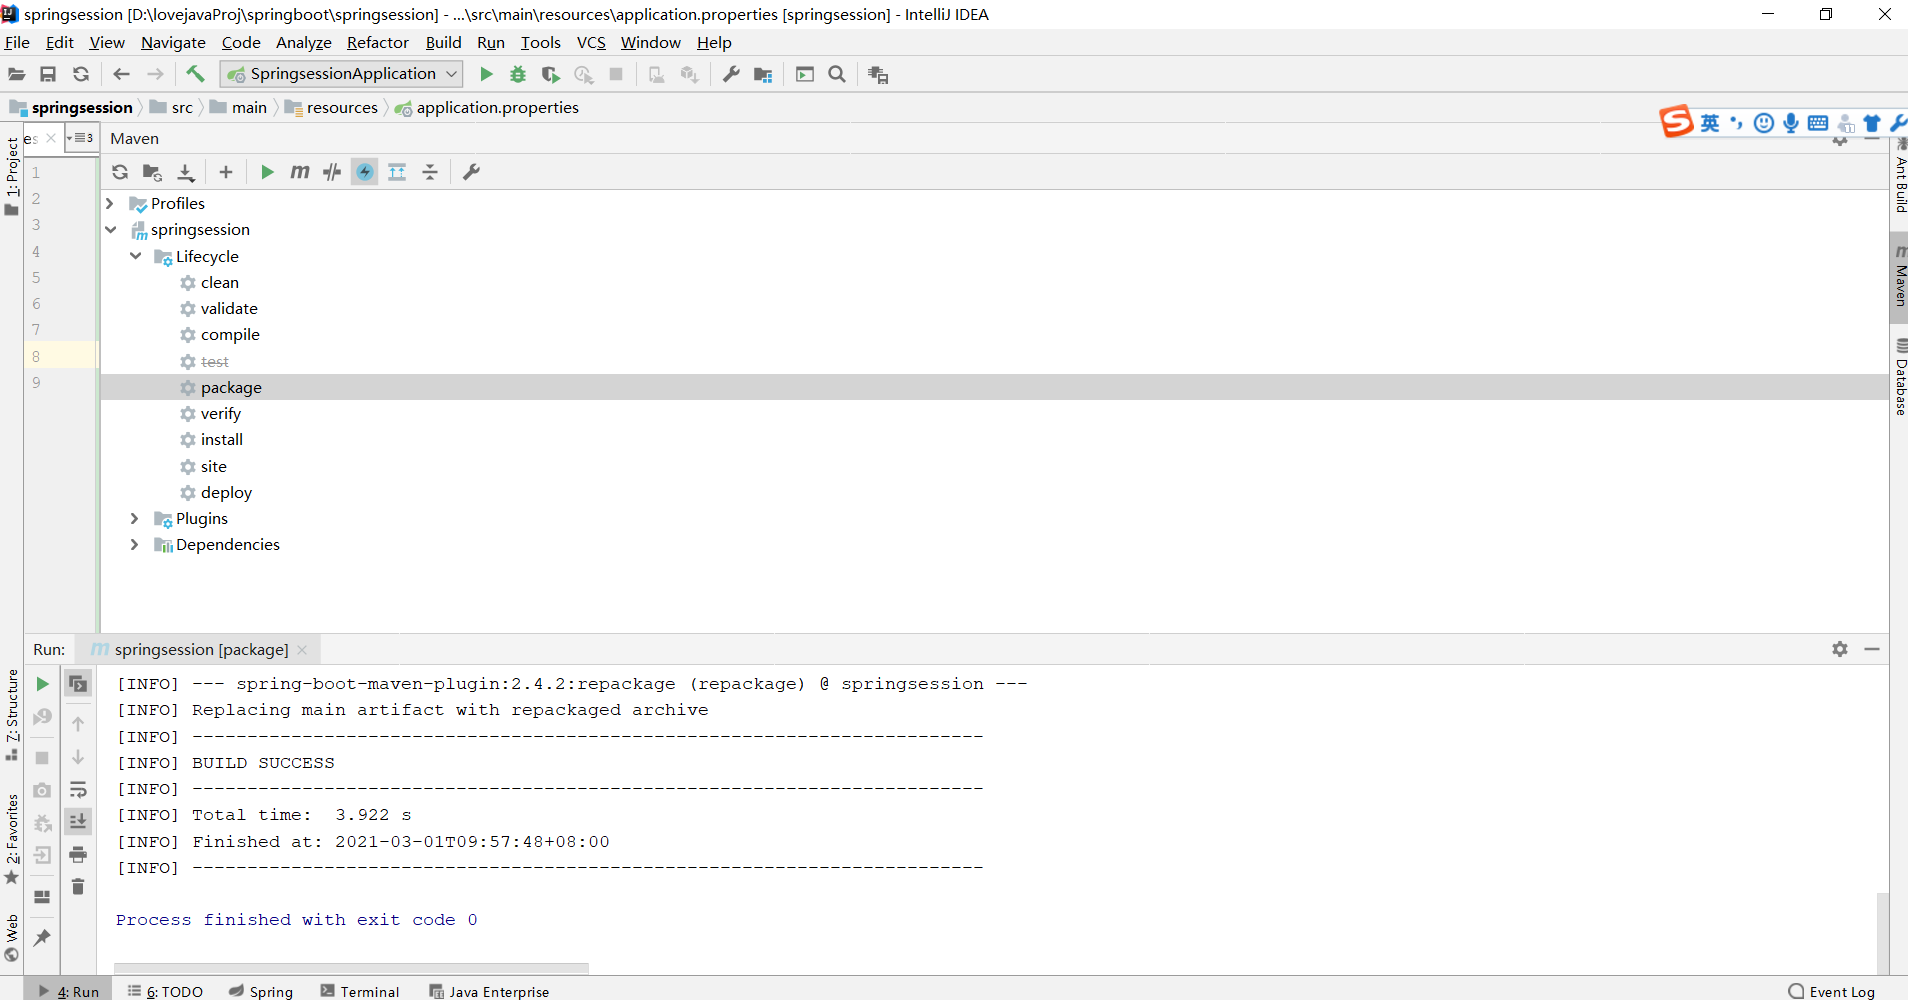 springsession [D:\lovejavaProj\springboot\springsession] - ...\src\main\resources\application.properties [springsession] - IntelliJ IDEA
File Edit View Navigate Code Analyze Refactor Build Run Tools VCS Window Help
SpringsessionApplication
springsession src main resources application.properties
英
es 3 Maven
1: Project
1
2
3
4
5
6
7
8
9
Profiles
springsession
Lifecycle
clean
validate
compile
test
package
verify
install
site
deploy
Plugins
Dependencies
Ant Build
Maven
Database
Run: springsession [package]
[INFO] --- spring-boot-maven-plugin:2.4.2:repackage (repackage) @ springsession ---
[INFO] Replacing main artifact with repackaged archive
[INFO] ------------------------------------------------------------------------
[INFO] BUILD SUCCESS
[INFO] ------------------------------------------------------------------------
[INFO] Total time:  3.922 s
[INFO] Finished at: 2021-03-01T09:57:48+08:00
[INFO] ------------------------------------------------------------------------
Process finished with exit code 0
7: Structure
2: Favorites
Web
4: Run 6: TODO Spring Terminal Java Enterprise Event Log